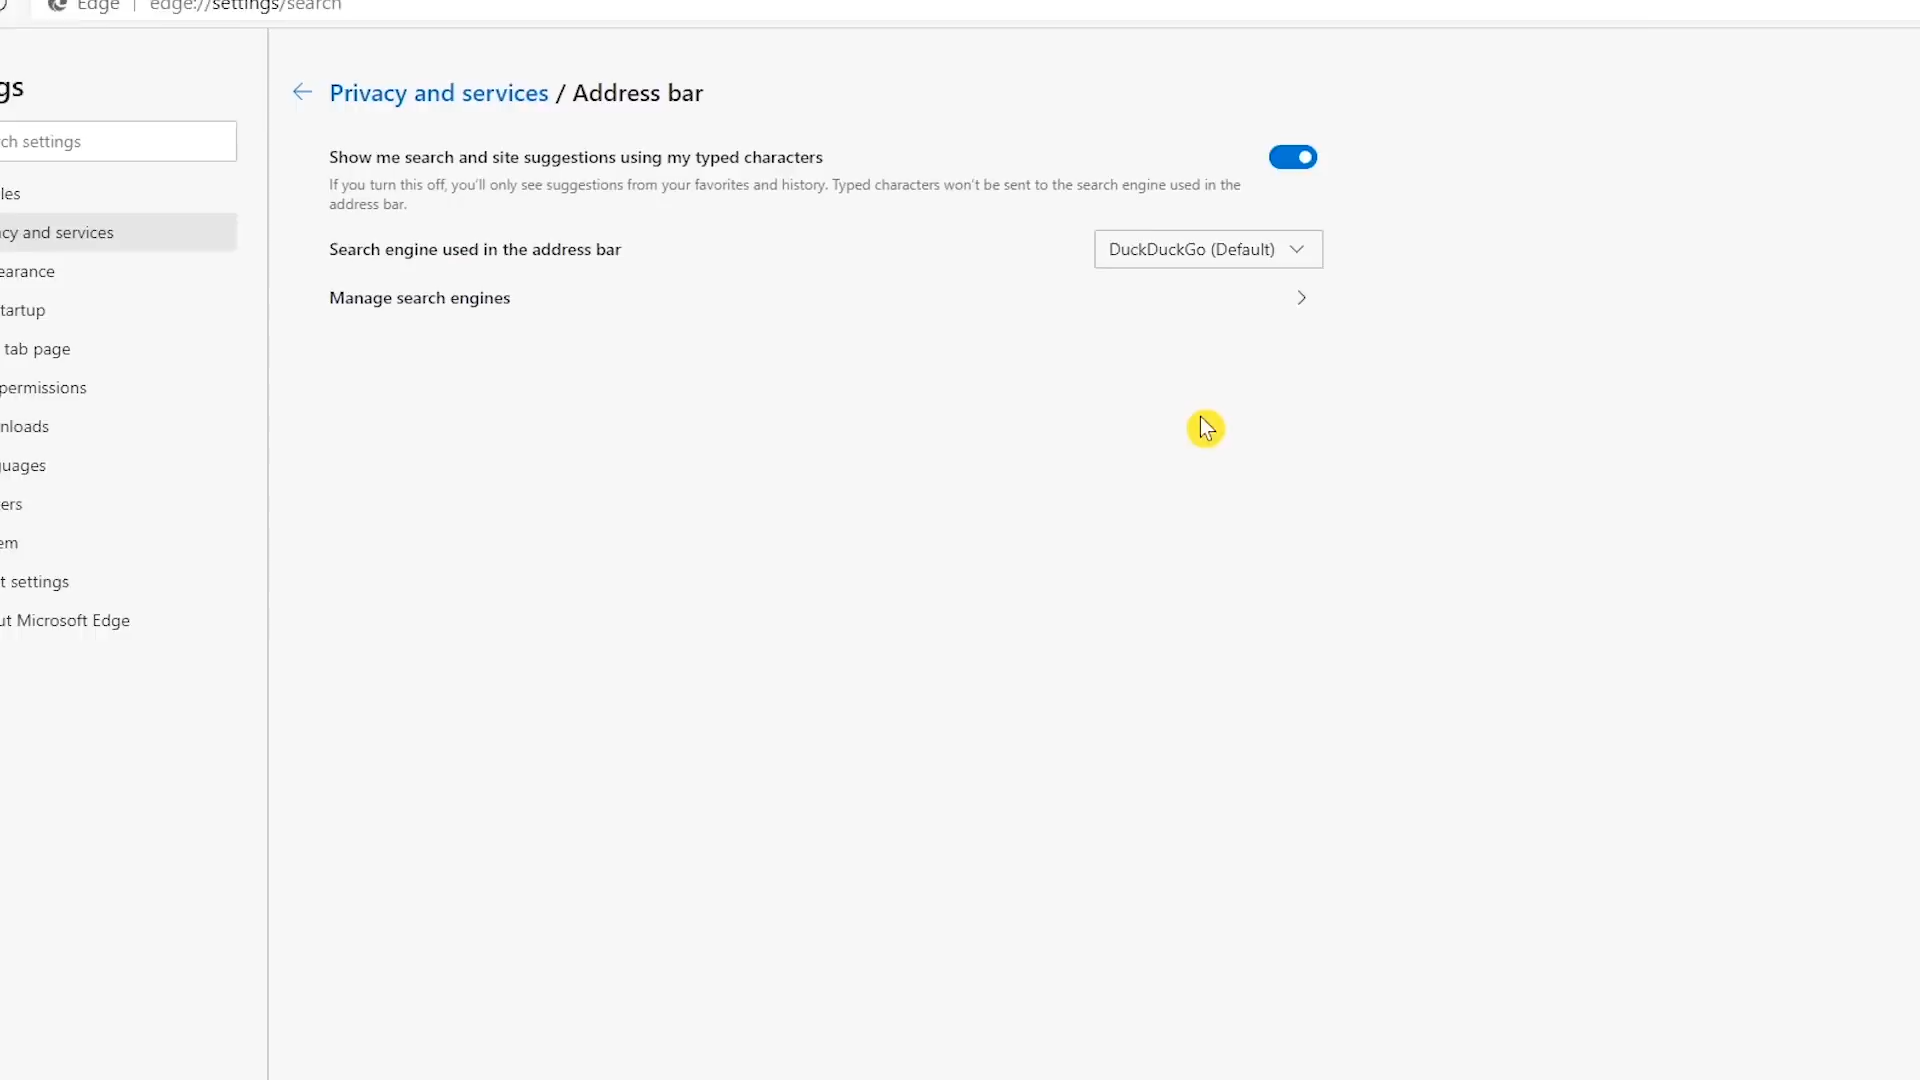 Edge | edge://settings/search
gs
Privacy and services / Address bar
ch settings
Show me search and site suggestions using my typed characters
If you turn this off, you'll only see suggestions from your favorites and history. Typed characters won't be sent to the search engine used in the
address bar.
les
cy and services
Search engine used in the address bar
DuckDuckGo (Default)
earance
Manage search engines
tartup
tab page
permissions
nloads
uages
ers
em
t settings
ut Microsoft Edge